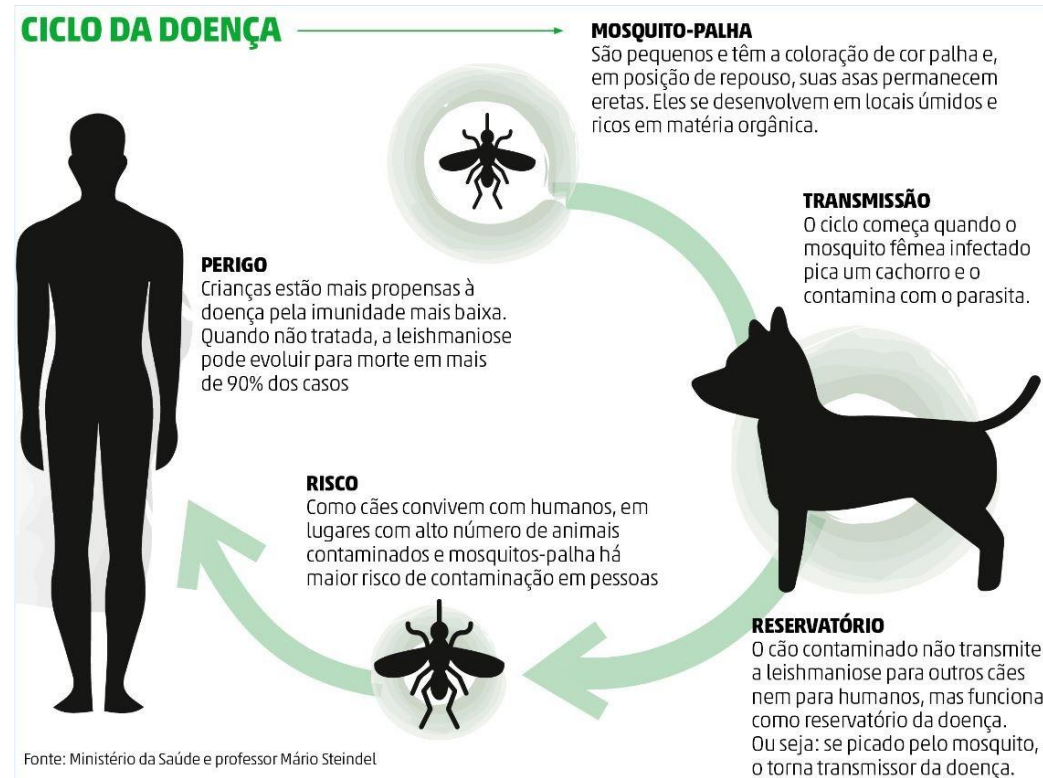 CICLO DA DOENÇA
MOSQUITO-PALHA
São pequenos e têm a coloração de cor palha e,
em posição de repouso, suas asas permanecem
eretas. Eles se desenvolvem em locais úmidos e
ricos em matéria orgânica.
TRANSMISSÃO
O ciclo começa quando o
mosquito fêmea infectado
pica um cachorro e o
contamina com o parasita.
PERIGO
Crianças estão mais propensas à
doença pela imunidade mais baixa.
Quando não tratada, a leishmaniose
pode evoluir para morte em mais
de 90% dos casos
RISCO
Como cães convivem com humanos, em
lugares com alto número de animais
contaminados e mosquitos-palha há
maior risco de contaminação em pessoas
RESERVATÓRIO
O cão contaminado não transmite
a leishmaniose para outros cães
nem para humanos, mas funciona
como reservatório da doença.
Ou seja: se picado pelo mosquito,
o torna transmissor da doença.
Fonte: Ministério da Saúde e professor Mário Steindel